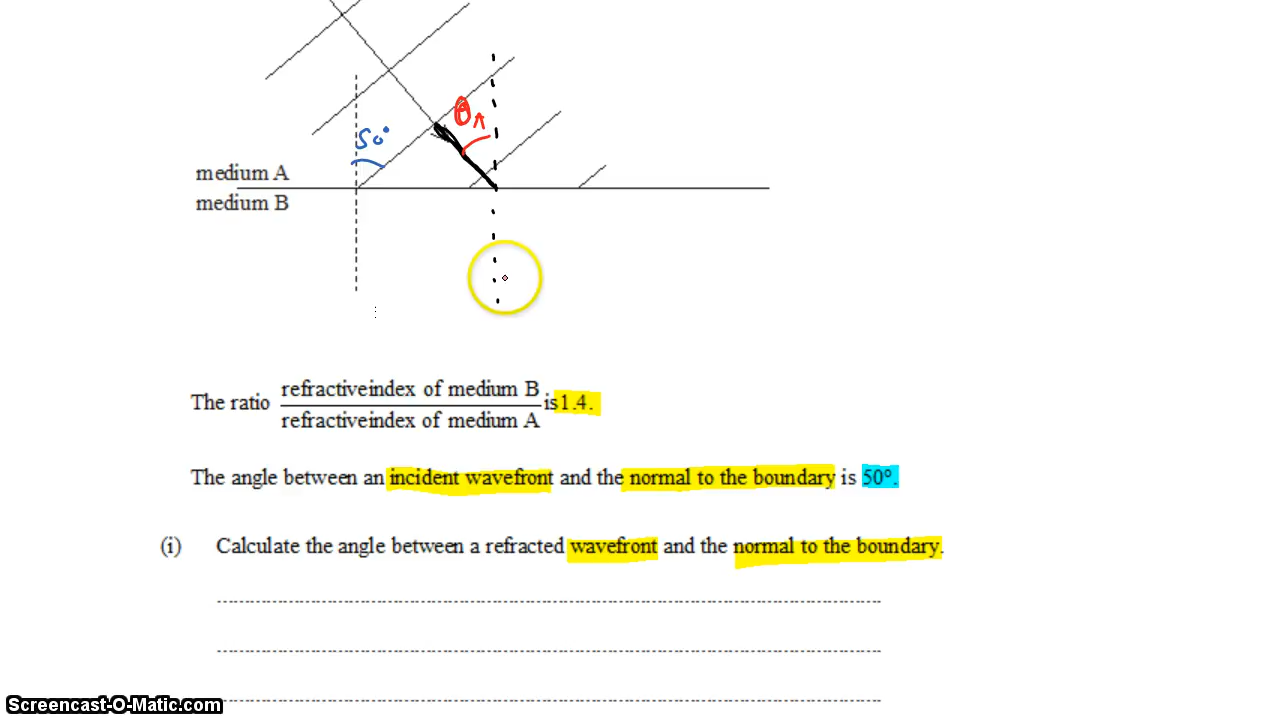 50°
θA
medium A
medium B
refractiveindex of medium B
The ratio is 1.4.
refractiveindex of medium A
The angle between an incident wavefront and the normal to the boundary is 50°.
(i) Calculate the angle between a refracted wavefront and the normal to the boundary.
Screencast-O-Matic.com